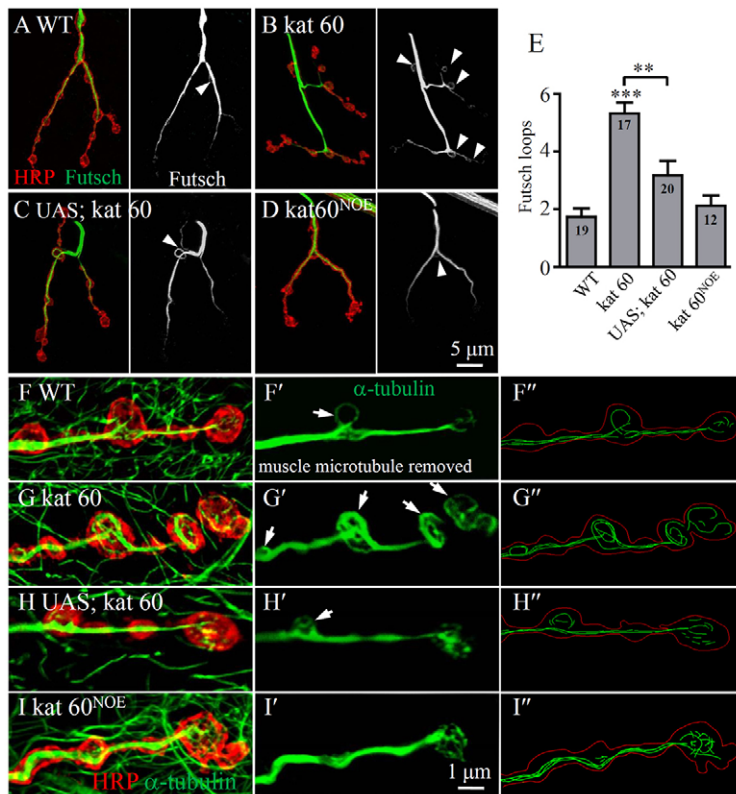 A WT
B kat 60
HRP Futsch
Futsch
C UAS; kat 60
D kat60NOE
5 μm
E
**
***
Futsch loops
6
4
2
0
19
17
20
12
WT
kat 60
UAS; kat 60
kat 60NOE
F WT
F′
α-tubulin
muscle microtubule removed
F″
G kat 60
G′
G″
H UAS; kat 60
H′
H″
I kat 60NOE
HRP α-tubulin
I′
1 μm
I″